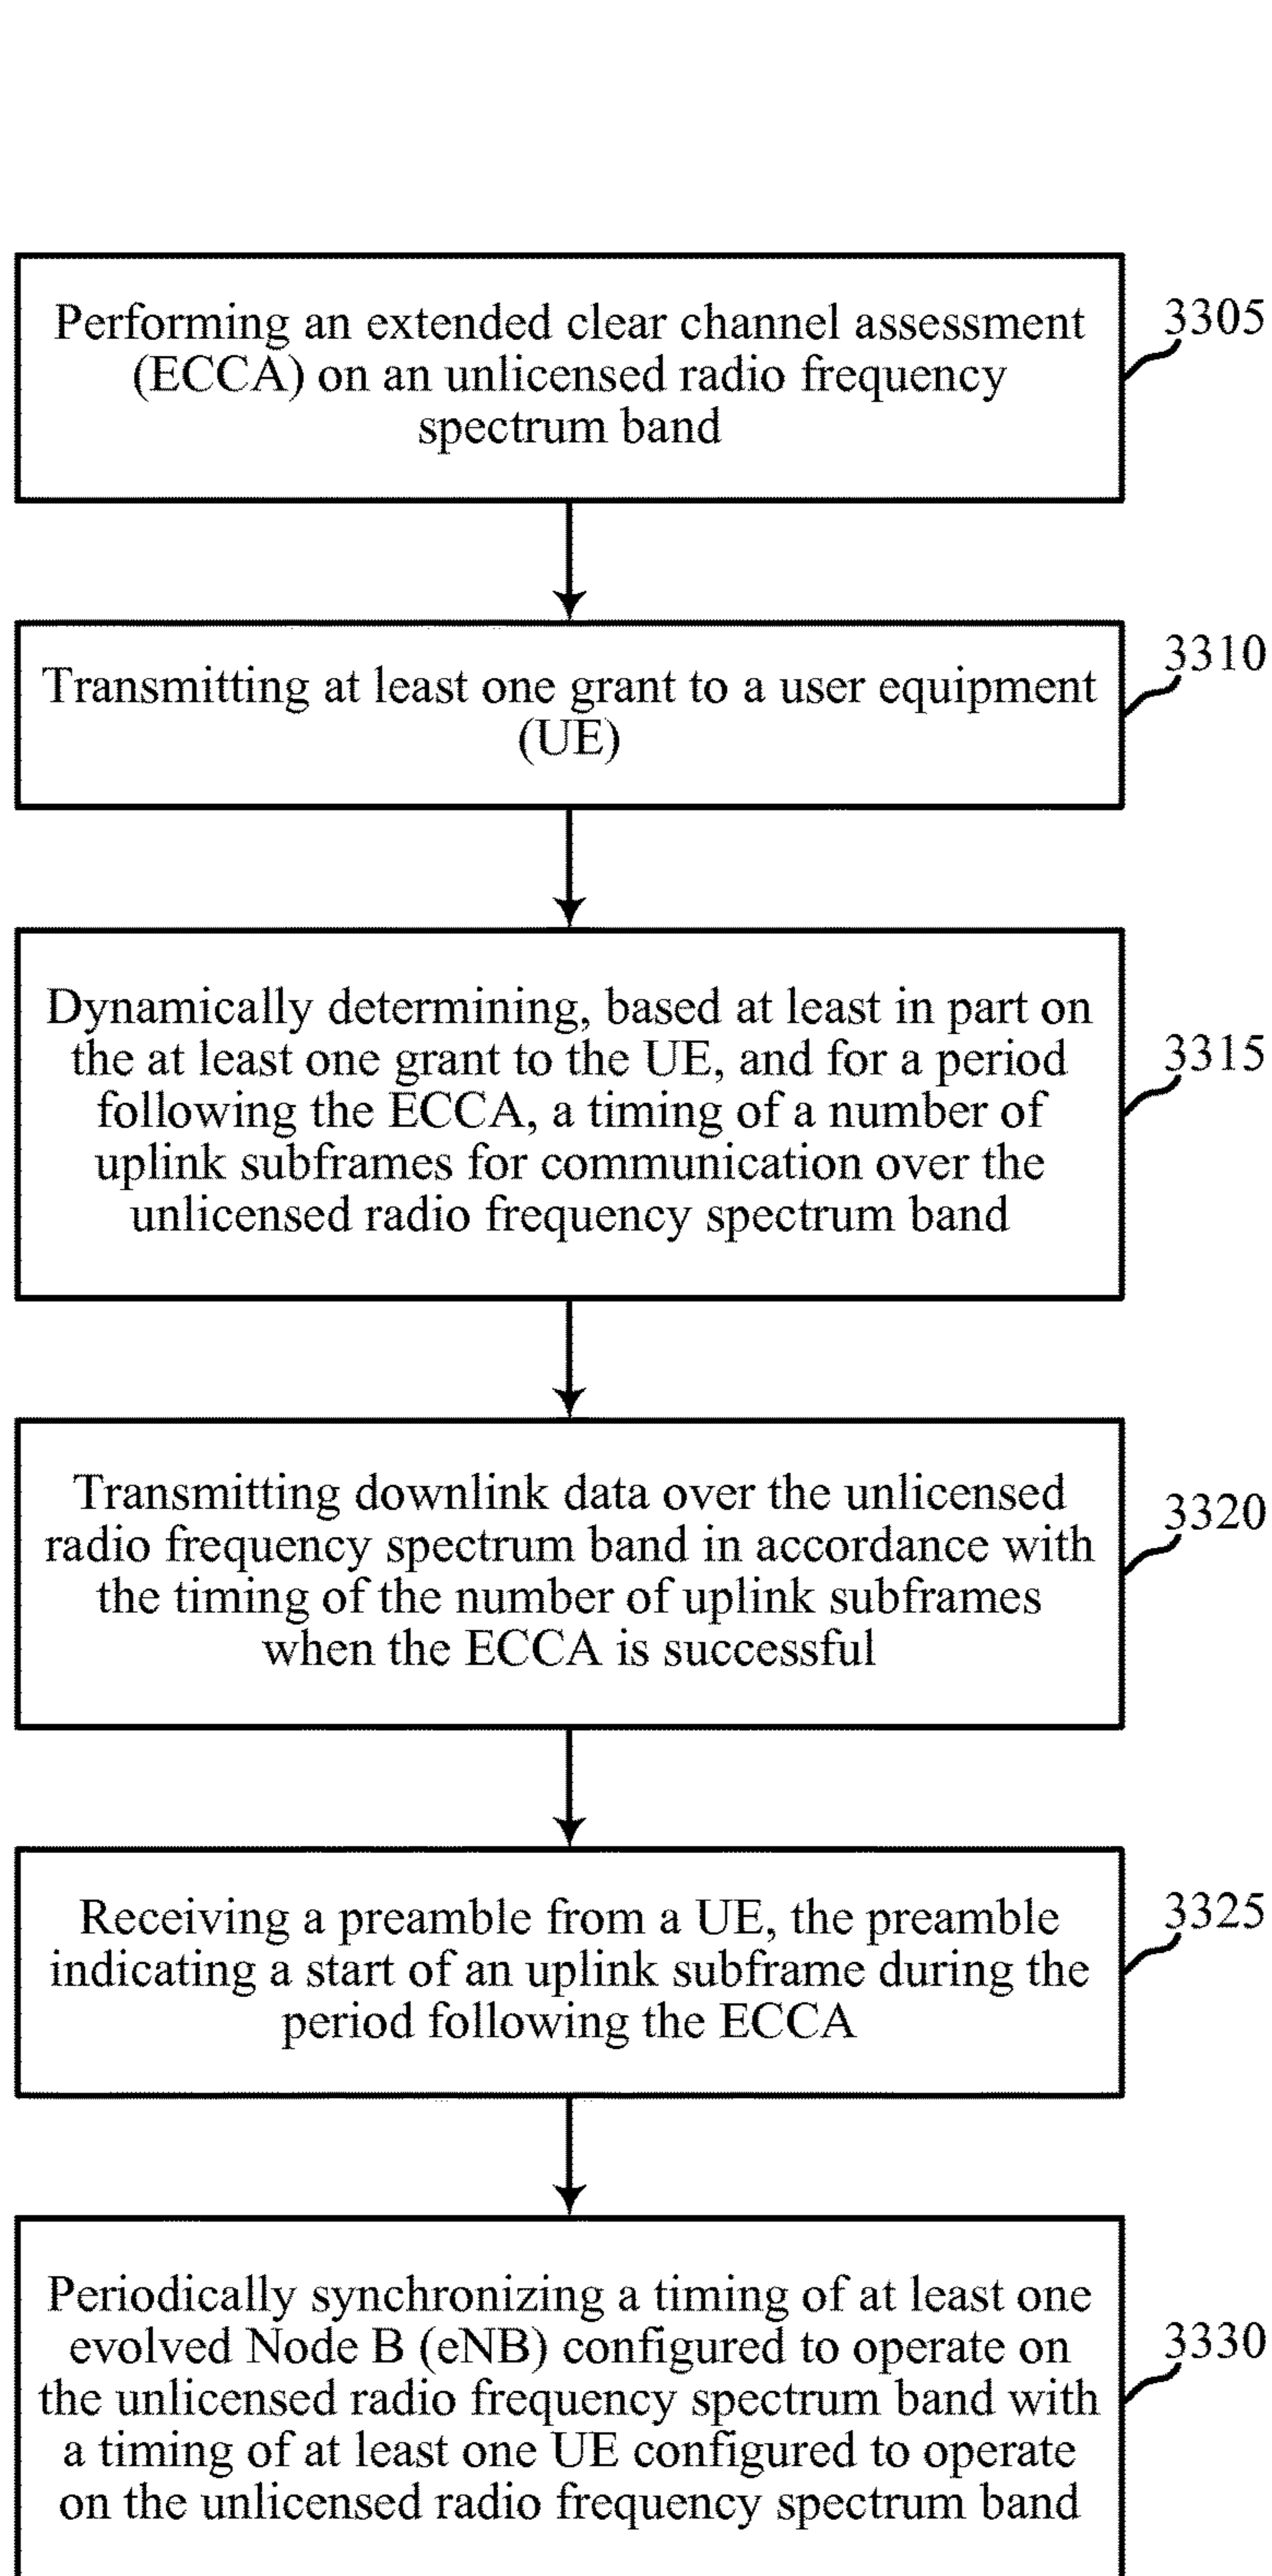 Performing an extended clear channel assessment
(ECCA) on an unlicensed radio frequency
spectrum band
3305
Transmitting at least one grant to a user equipment
(UE)
3310
Dynamically determining, based at least in part on
the at least one grant to the UE, and for a period
following the ECCA, a timing of a number of
uplink subframes for communication over the
unlicensed radio frequency spectrum band
3315
Transmitting downlink data over the unlicensed
radio frequency spectrum band in accordance with
the timing of the number of uplink subframes
when the ECCA is successful
3320
Receiving a preamble from a UE, the preamble
indicating a start of an uplink subframe during the
period following the ECCA
3325
Periodically synchronizing a timing of at least one
evolved Node B (eNB) configured to operate on
the unlicensed radio frequency spectrum band with
a timing of at least one UE configured to operate
on the unlicensed radio frequency spectrum band
3330